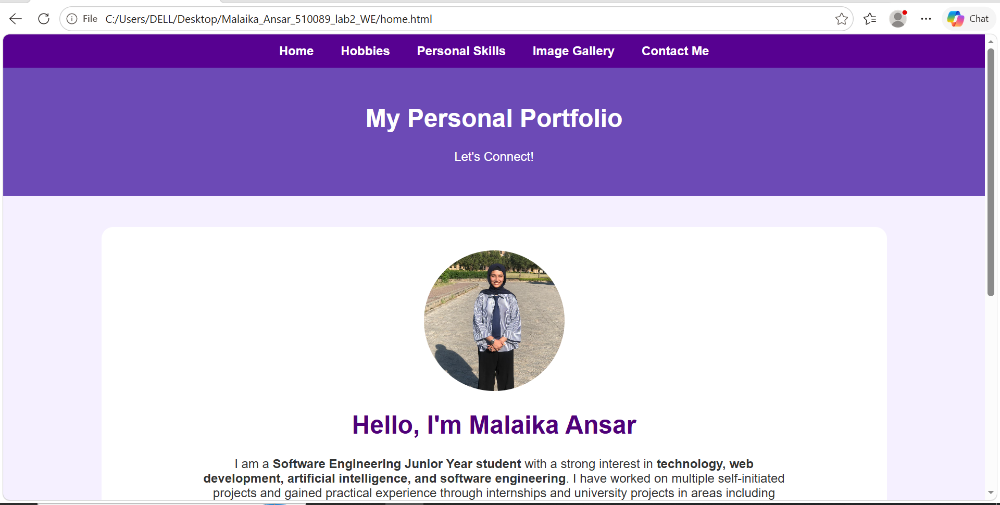 File C:/Users/DELL/Desktop/Malaika_Ansar_510089_lab2_WE/home.html
Chat
Home Hobbies Personal Skills Image Gallery Contact Me
My Personal Portfolio
Let's Connect!
Hello, I'm Malaika Ansar
I am a Software Engineering Junior Year student with a strong interest in technology, web
development, artificial intelligence, and software engineering. I have worked on multiple self-initiated
projects and gained practical experience through internships and university projects in areas including